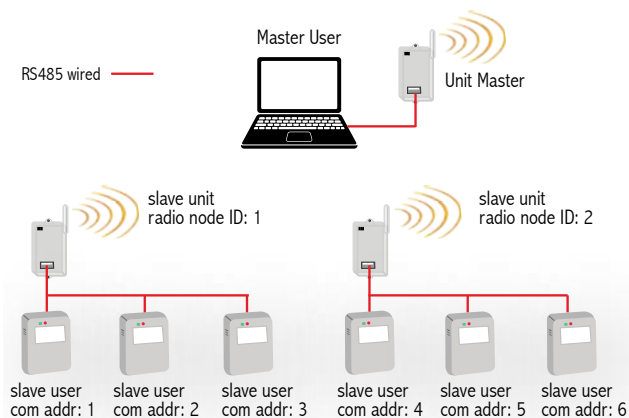 Master User
RS485 wired
Unit Master
slave unit
radio node ID: 1
slave unit
radio node ID: 2
slave user
com addr: 1
slave user
com addr: 2
slave user
com addr: 3
slave user
com addr: 4
slave user
com addr: 5
slave user
com addr: 6